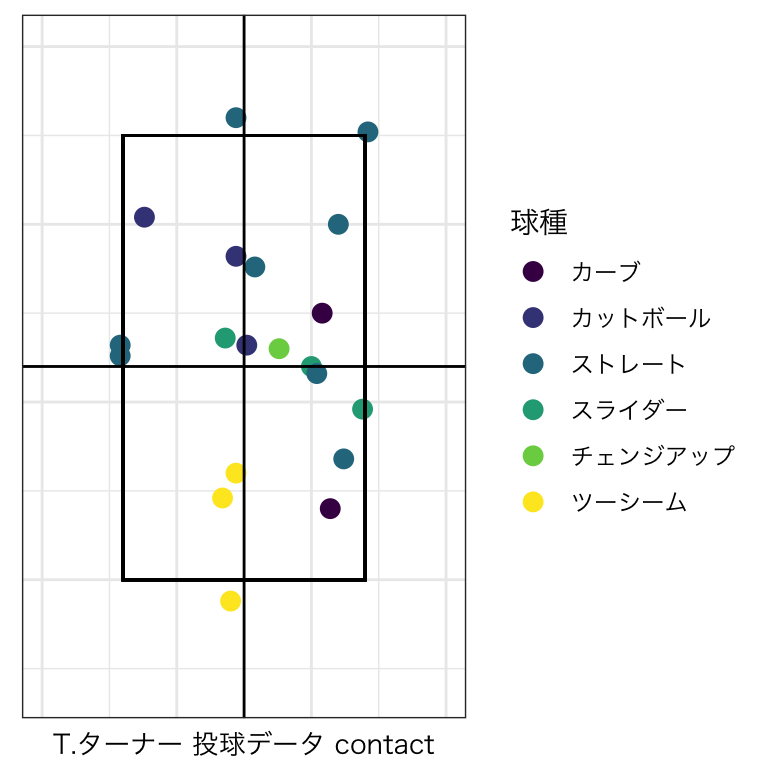 球種
カーブ
カットボール
ストレート
スライダー
チェンジアップ
ツーシーム
T.ターナー 投球データ contact